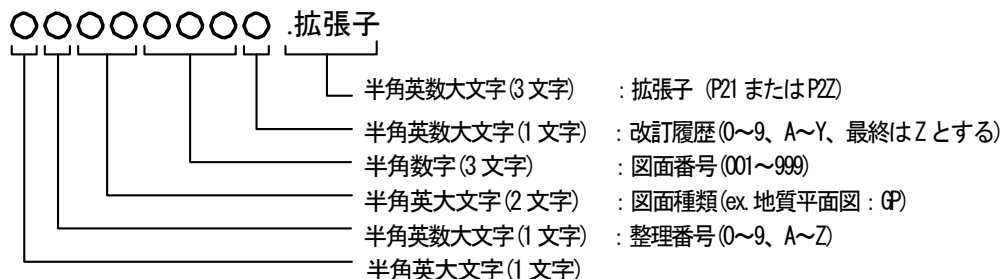 ○○○○○○○○.拡張子
半角英数大文字(3文字) :拡張子 (P21 またはP2Z)
半角英数大文字(1文字) :改訂履歴(0~9、A~Y、最終はZとする)
半角数字(3文字) :図面番号(001~999)
半角英大文字(2文字) :図面種類(ex.地質平面図:GP)
半角英数大文字(1文字) :整理番号(0~9、A~Z)
半角英大文字(1文字)